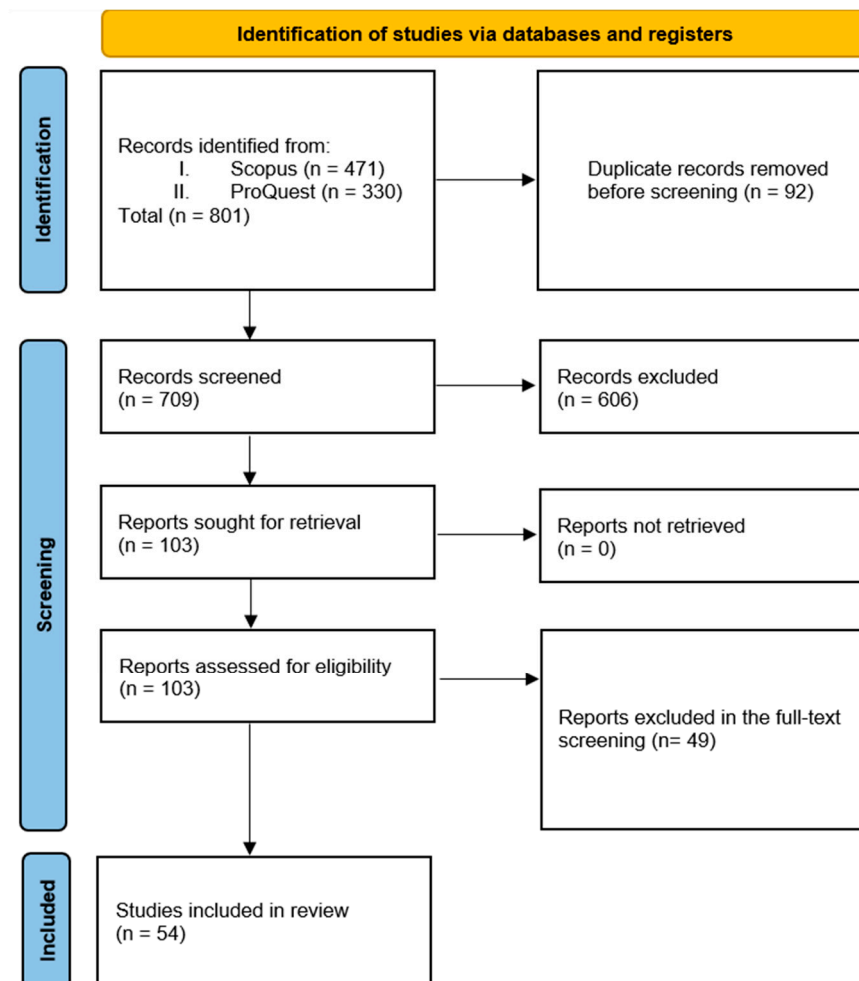 Identification of studies via databases and registers
Identification
Records identified from:
I. Scopus (n = 471)
II. ProQuest (n = 330)
Total (n = 801)
Duplicate records removed
before screening (n = 92)
Screening
Records screened
(n = 709)
Records excluded
(n = 606)
Reports sought for retrieval
(n = 103)
Reports not retrieved
(n = 0)
Reports assessed for eligibility
(n = 103)
Reports excluded in the full-text
screening (n= 49)
Included
Studies included in review
(n = 54)